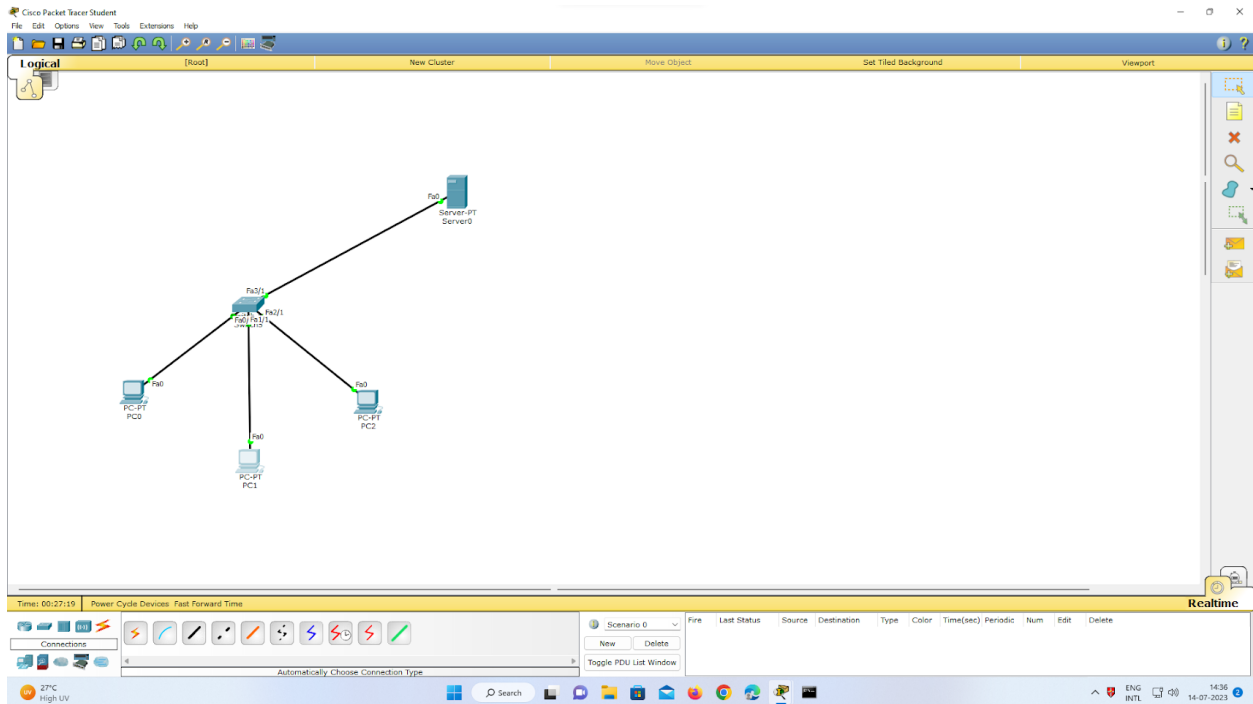 Cisco Packet Tracer Student
File Edit Options View Tools Extensions Help
Logical [Root] New Cluster Move Object Set Tiled Background Viewport
Fa0
Server-PT
Server0
Fa3/1
Fa2/1
Fa0/ Fa1/1
Fa0
PC-PT
PC0
Fa0
PC-PT
PC2
Fa0
PC-PT
PC1
Time: 00:27:19 Power Cycle Devices Fast Forward Time
Realtime
Connections
Automatically Choose Connection Type
Scenario 0
New Delete
Toggle PDU List Window
Fire Last Status Source Destination Type Color Time(sec) Periodic Num Edit Delete
UV
27°C
High UV
Search
ENG
INTL
14:36
14-07-2023
2